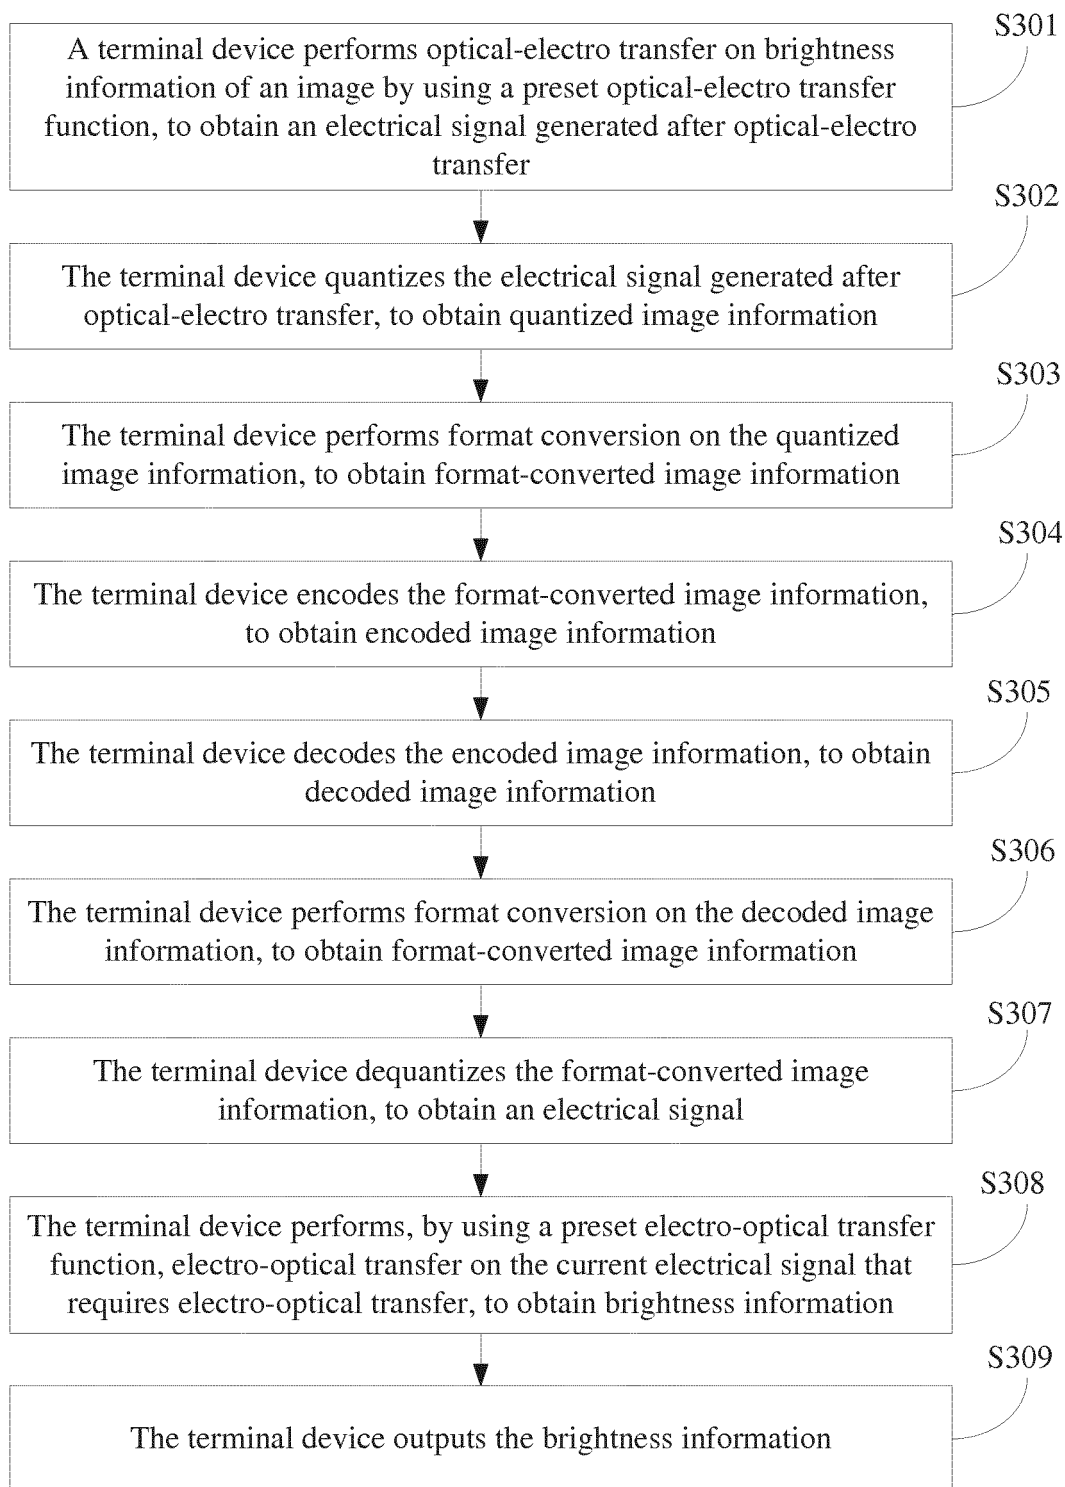 S301
A terminal device performs optical-electro transfer on brightness
information of an image by using a preset optical-electro transfer
function, to obtain an electrical signal generated after optical-electro
transfer
S302
The terminal device quantizes the electrical signal generated after
optical-electro transfer, to obtain quantized image information
S303
The terminal device performs format conversion on the quantized
image information, to obtain format-converted image information
S304
The terminal device encodes the format-converted image information,
to obtain encoded image information
S305
The terminal device decodes the encoded image information, to obtain
decoded image information
S306
The terminal device performs format conversion on the decoded image
information, to obtain format-converted image information
S307
The terminal device dequantizes the format-converted image
information, to obtain an electrical signal
S308
The terminal device performs, by using a preset electro-optical transfer
function, electro-optical transfer on the current electrical signal that
requires electro-optical transfer, to obtain brightness information
S309
The terminal device outputs the brightness information